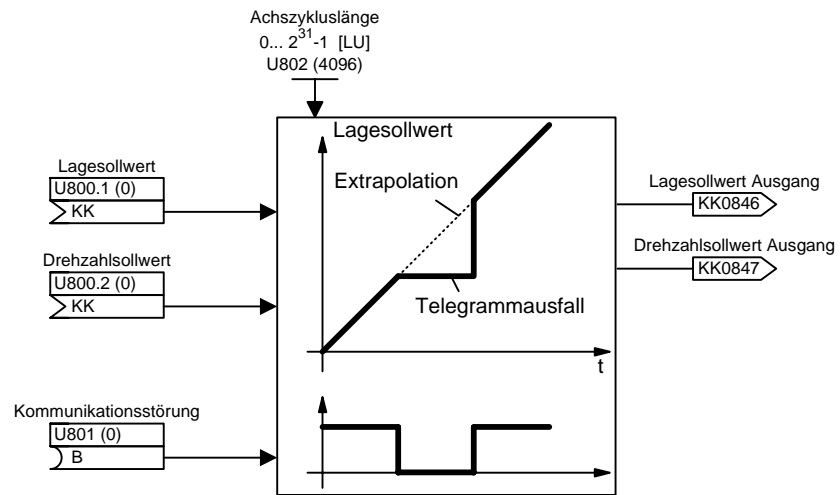 Achszykluslänge
0... 2^31-1 [LU]
U802 (4096)
Lagesollwert
U800.1 (0)
KK
Drehzahlsollwert
U800.2 (0)
KK
Kommunikationsstörung
U801 (0)
B
Lagesollwert
Extrapolation
Telegrammausfall
t
Lagesollwert Ausgang
KK0846
Drehzahlsollwert Ausgang
KK0847